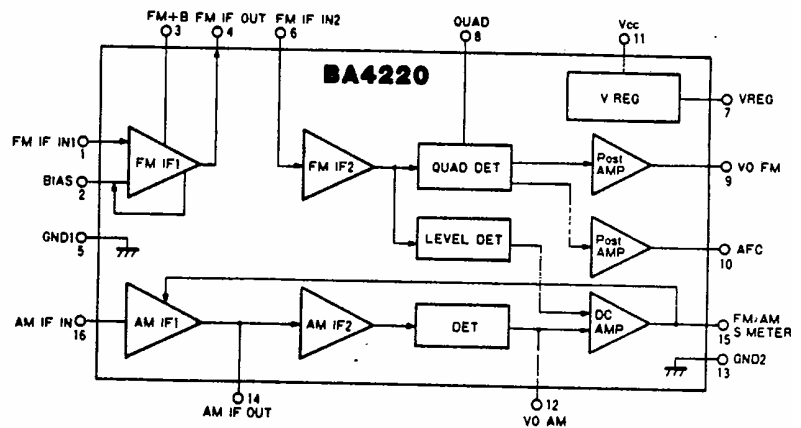 FM+B FM IF OUT FM IF IN2 QUAD Vcc
3 4 6 8 11
BA4220
V REG
VREG
7
FM IF IN1
1
FM IF1
FM IF2
QUAD DET
Post
AMP
VO FM
9
BIAS
2
GND1
5
LEVEL DET
Post
AMP
AFC
10
AM IF IN
16
AM IF1
AM IF2
DET
DC
AMP
FM/AM
15 S METER
GND2
13
14
AM IF OUT
12
VO AM